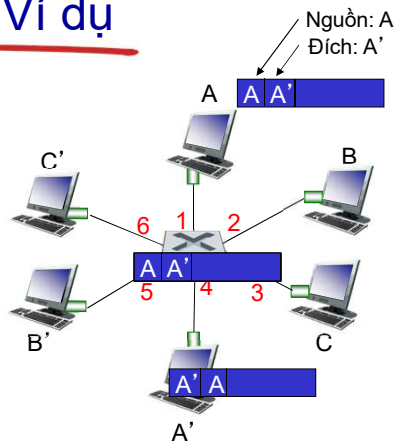 Ví dụ
Nguồn: A
Đích: A’
A
A A’
C’
B
6 1 2
A A’
5 4 3
B’
C
A’ A
A’